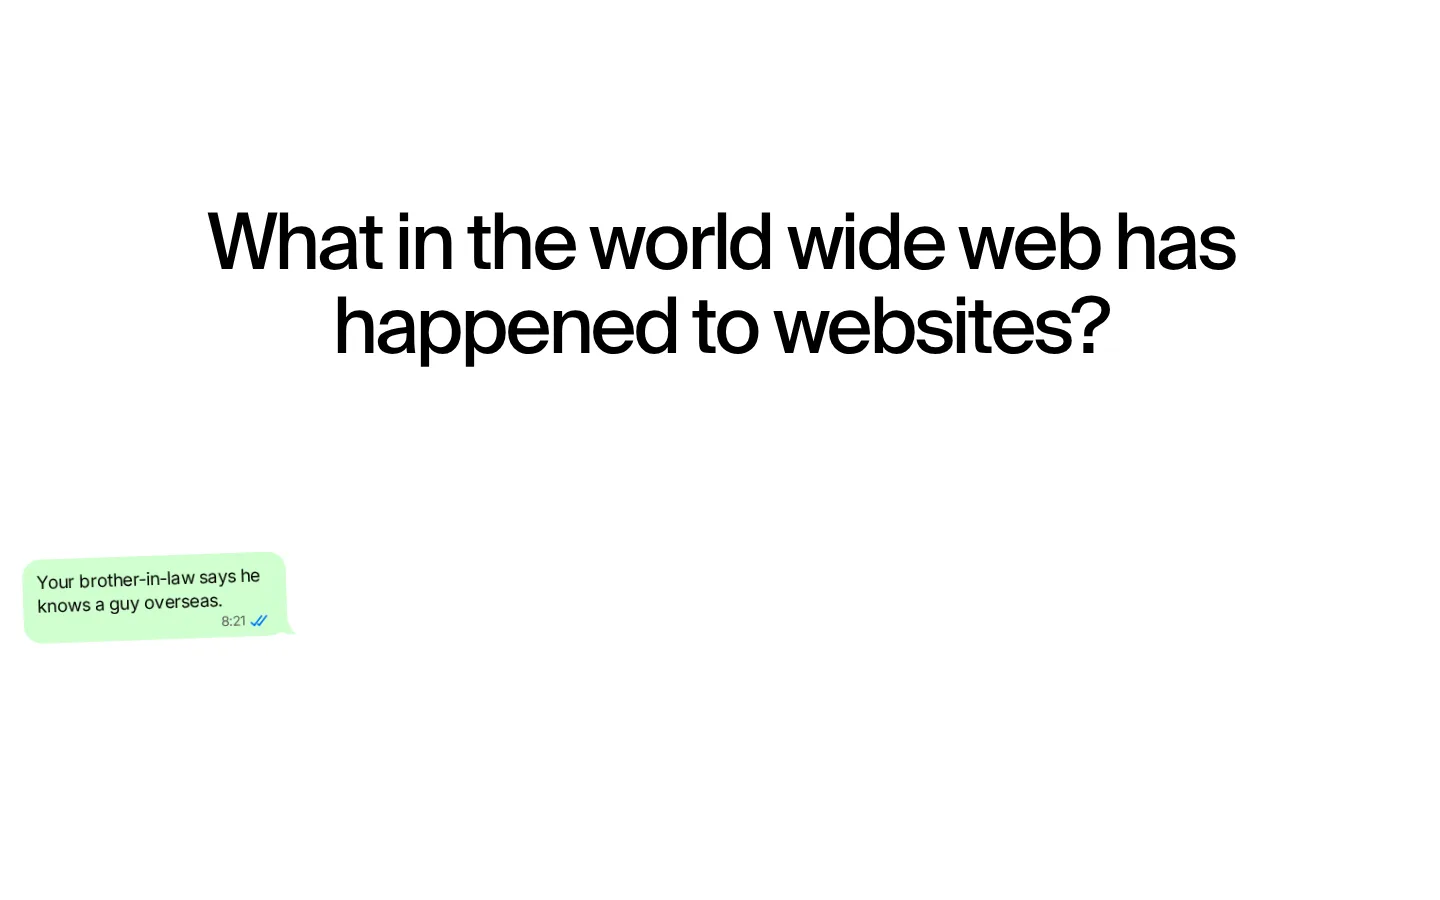 What in the world wide web has
happened to websites?
Your brother-in-law says he
knows a guy overseas.
8:21